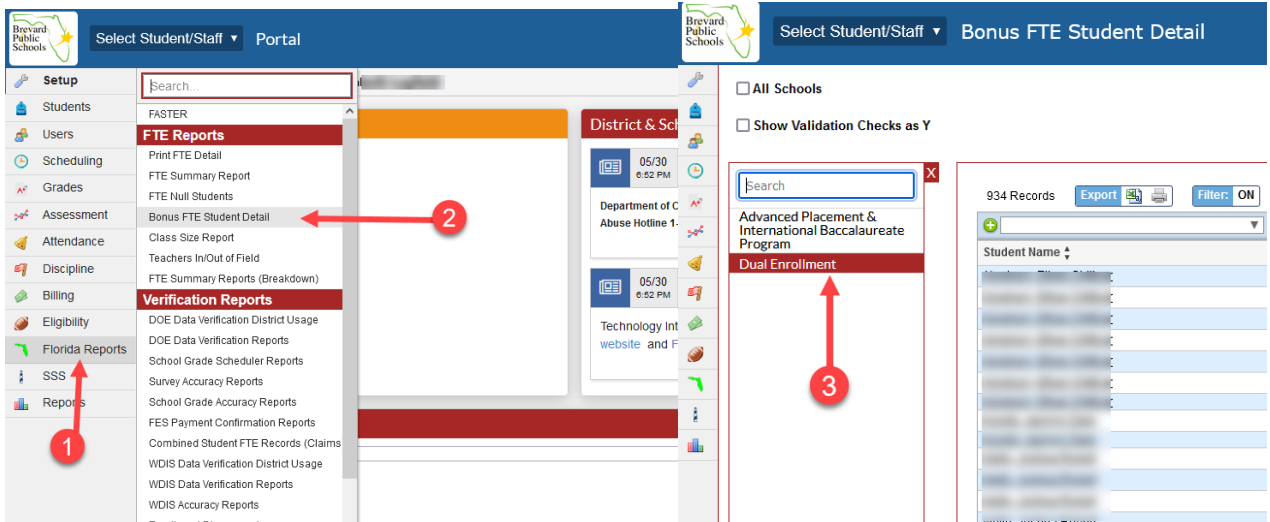 Brevard
Public
Schools
Select Student/Staff ▼
Portal
Setup
Students
Users
Scheduling
Grades
Assessment
Attendance
Discipline
Billing
Eligibility
Florida Reports
SSS
Reports
1
Search...
FASTER
FTE Reports
Print FTE Detail
FTE Summary Report
FTE Null Students
Bonus FTE Student Detail
2
Class Size Report
Teachers In/Out of Field
FTE Summary Reports (Breakdown)
Verification Reports
DOE Data Verification District Usage
DOE Data Verification Reports
School Grade Scheduler Reports
Survey Accuracy Reports
School Grade Accuracy Reports
FES Payment Confirmation Reports
Combined Student FTE Records (Claims
WDIS Data Verification District Usage
WDIS Data Verification Reports
WDIS Accuracy Reports
District & Sch
05/30
6:52 PM
Department of C
Abuse Hotline 1-
05/30
6:52 PM
Technology Int
website and F
Brevard
Public
Schools
Select Student/Staff ▼
Bonus FTE Student Detail
All Schools
Show Validation Checks as Y
X
Search
Advanced Placement &
International Baccalaureate
Program
Dual Enrollment
3
934 Records
Export
Filter: ON
Student Name